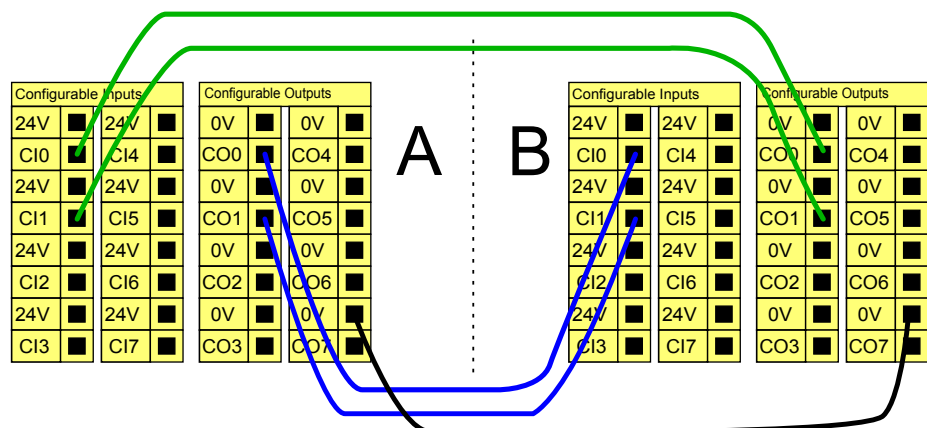 Configurable Inputs
24V 24V
CI0 CI4
24V 24V
CI1 CI5
24V 24V
CI2 CI6
24V 24V
CI3 CI7
Configurable Outputs
0V 0V
CO0 CO4
0V 0V
CO1 CO5
0V 0V
CO2 CO6
0V 0V
CO3 CO7
A
B
Configurable Inputs
24V 24V
CI0 CI4
24V 24V
CI1 CI5
24V 24V
CI2 CI6
24V 24V
CI3 CI7
Configurable Outputs
0V 0V
CO0 CO4
0V 0V
CO1 CO5
0V 0V
CO2 CO6
0V 0V
CO3 CO7